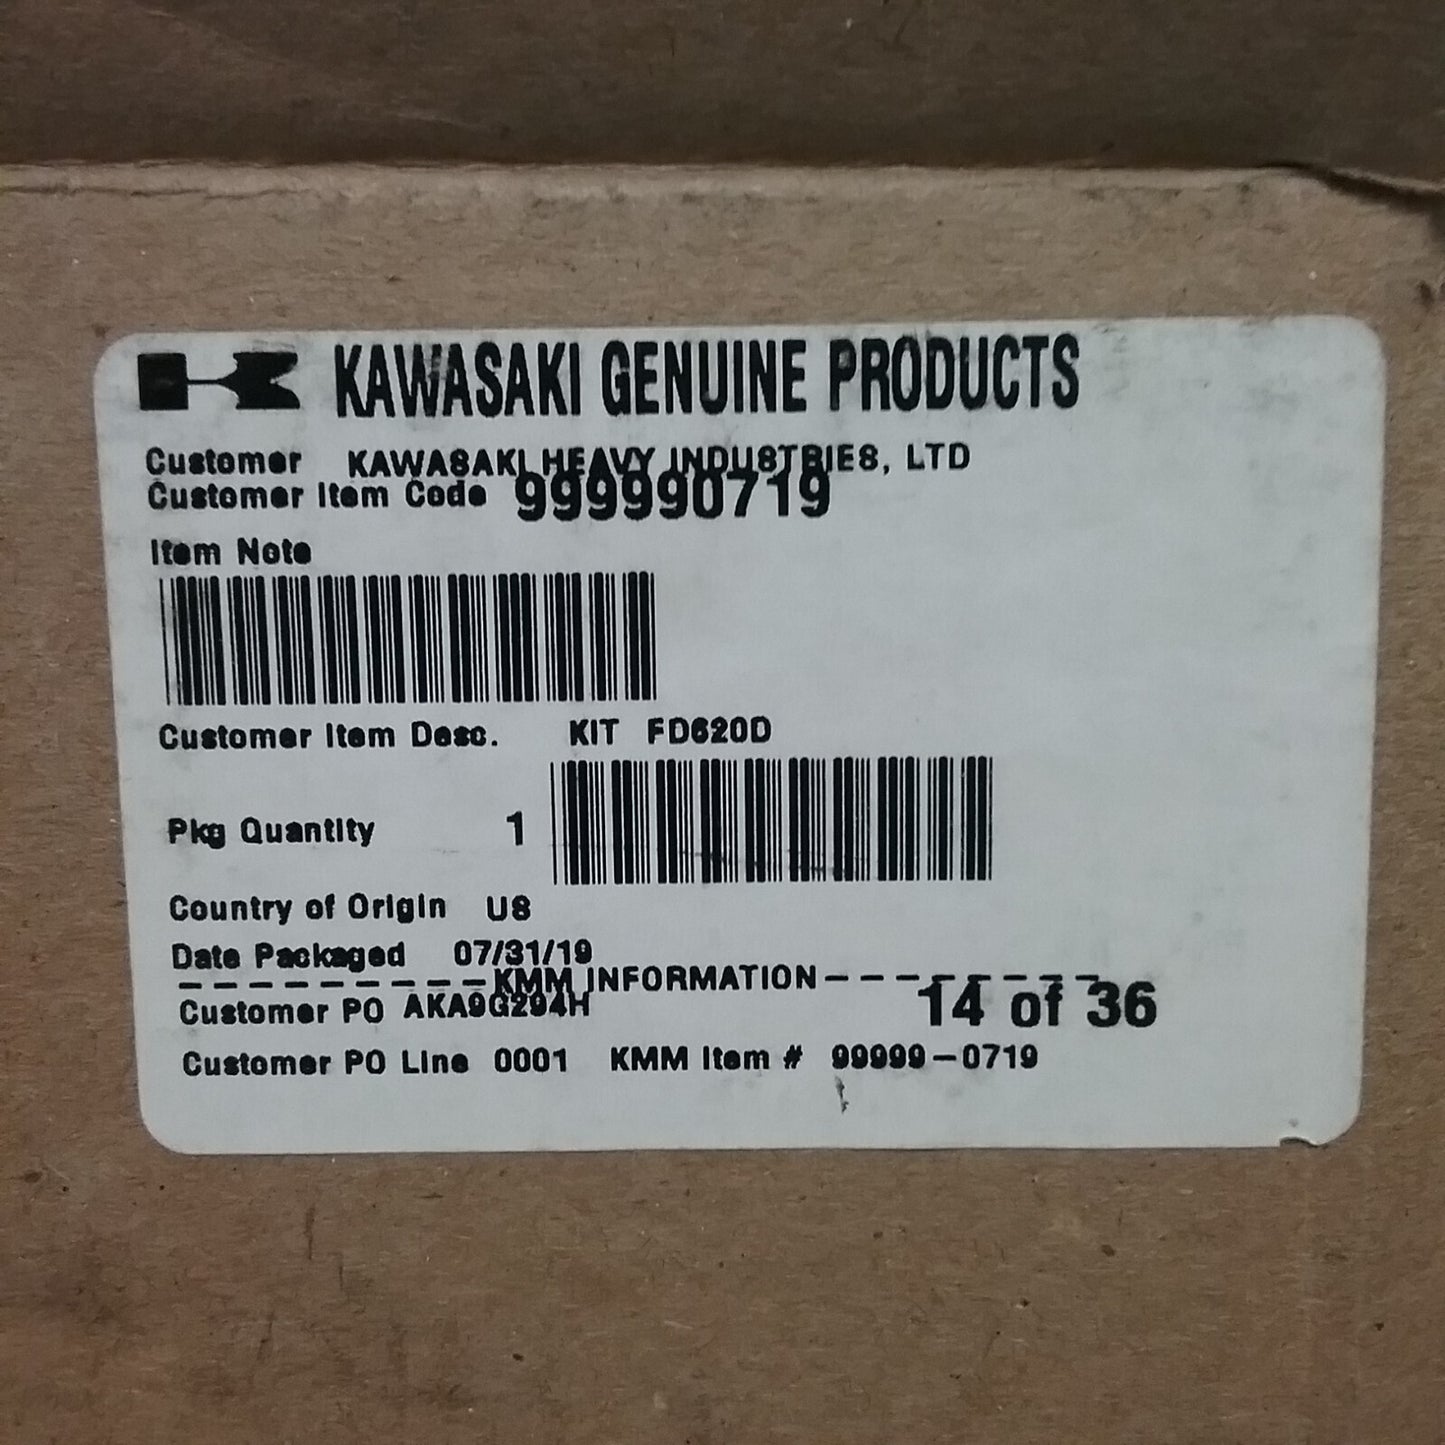 KAWASAKI GENUINE PRODUCTS
Customer KAWASAKI HEAVY INDUSTRIES, LTD
Customer Item Code 999990719
Item Note
Customer Item Desc. KIT FD620D
Pkg Quantity 1
Country of Origin US
Date Packaged 07/31/19
---------KMM INFORMATION--------
Customer PO AKA9G294H 14 of 36
Customer PO Line 0001 KMM Item # 99999-0719